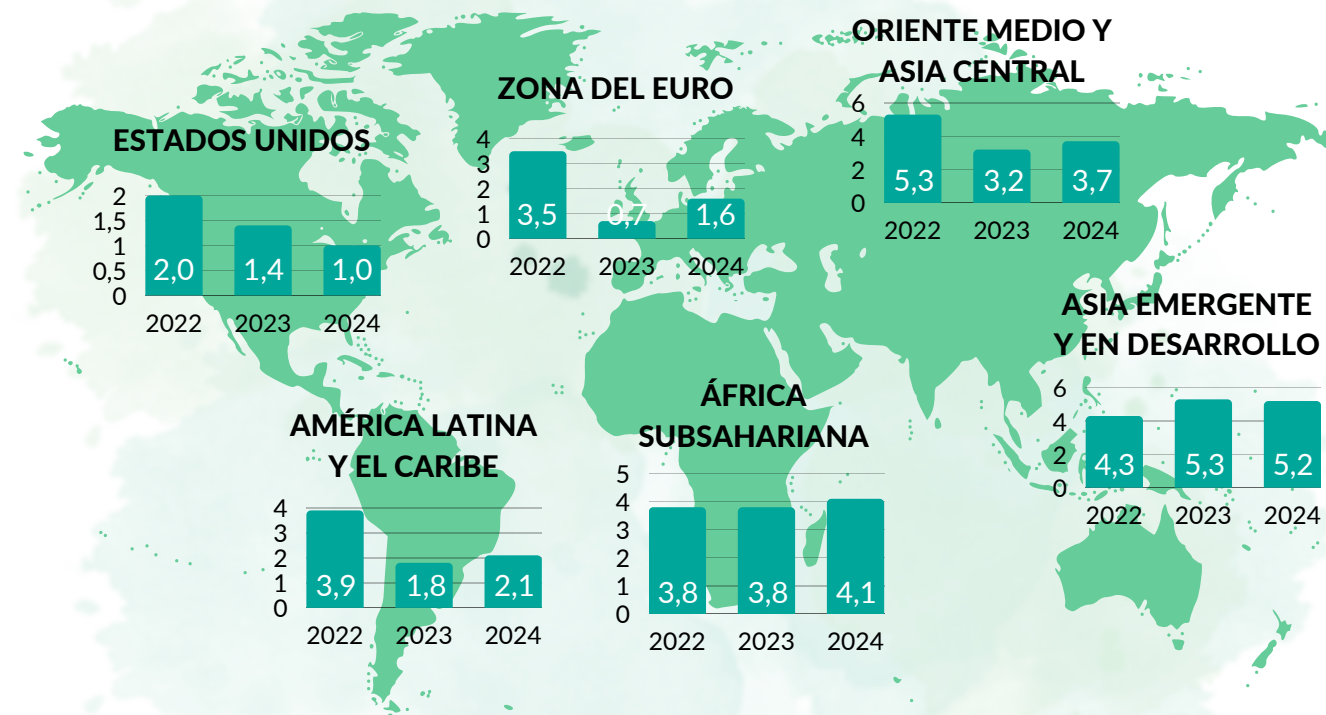 ESTADOS UNIDOS
2
1,5
1
0,5
0
2,0 1,4 1,0
2022 2023 2024
ZONA DEL EURO
4
3
2
1
0
3,5 0,7 1,6
2022 2023 2024
ORIENTE MEDIO Y
ASIA CENTRAL
6
4
2
0
5,3 3,2 3,7
2022 2023 2024
ASIA EMERGENTE
Y EN DESARROLLO
6
4
2
0
4,3 5,3 5,2
2022 2023 2024
AMÉRICA LATINA
Y EL CARIBE
4
3
2
1
0
3,9 1,8 2,1
2022 2023 2024
ÁFRICA
SUBSAHARIANA
5
4
3
2
1
0
3,8 3,8 4,1
2022 2023 2024